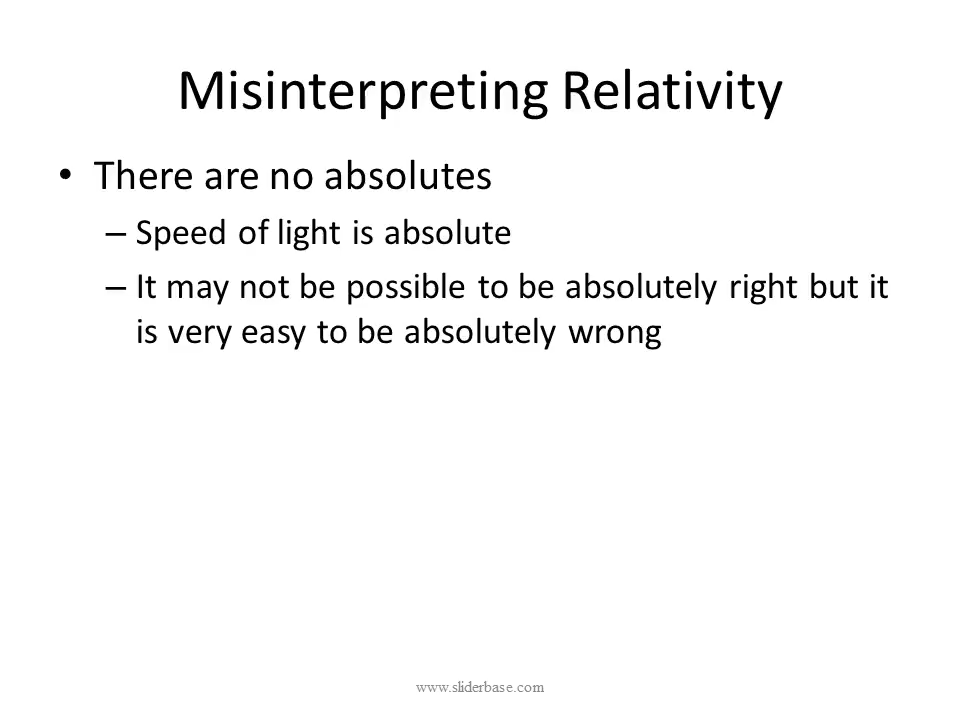 Misinterpreting Relativity
• There are no absolutes
– Speed of light is absolute
– It may not be possible to be absolutely right but it
is very easy to be absolutely wrong
www.sliderbase.com